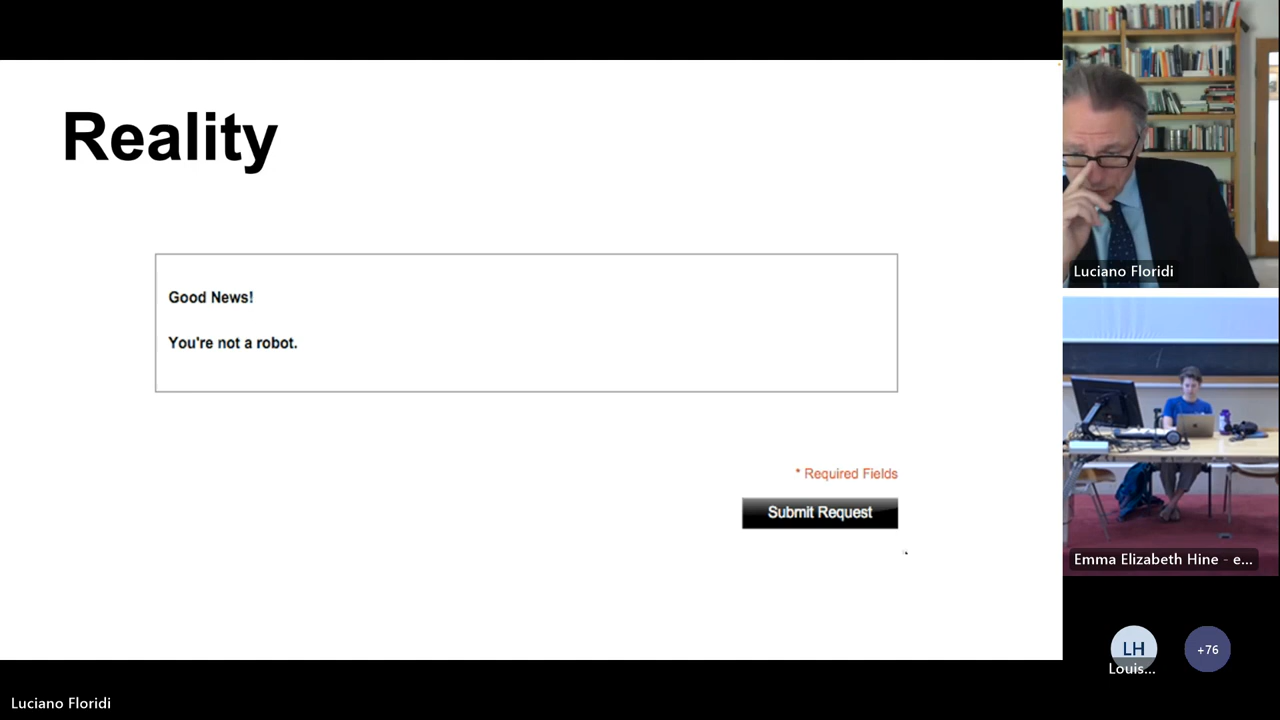 Reality
Good News!
You're not a robot.
* Required Fields
Submit Request
Luciano Floridi
Emma Elizabeth Hine - e...
LH
Louis...
+76
Luciano Floridi